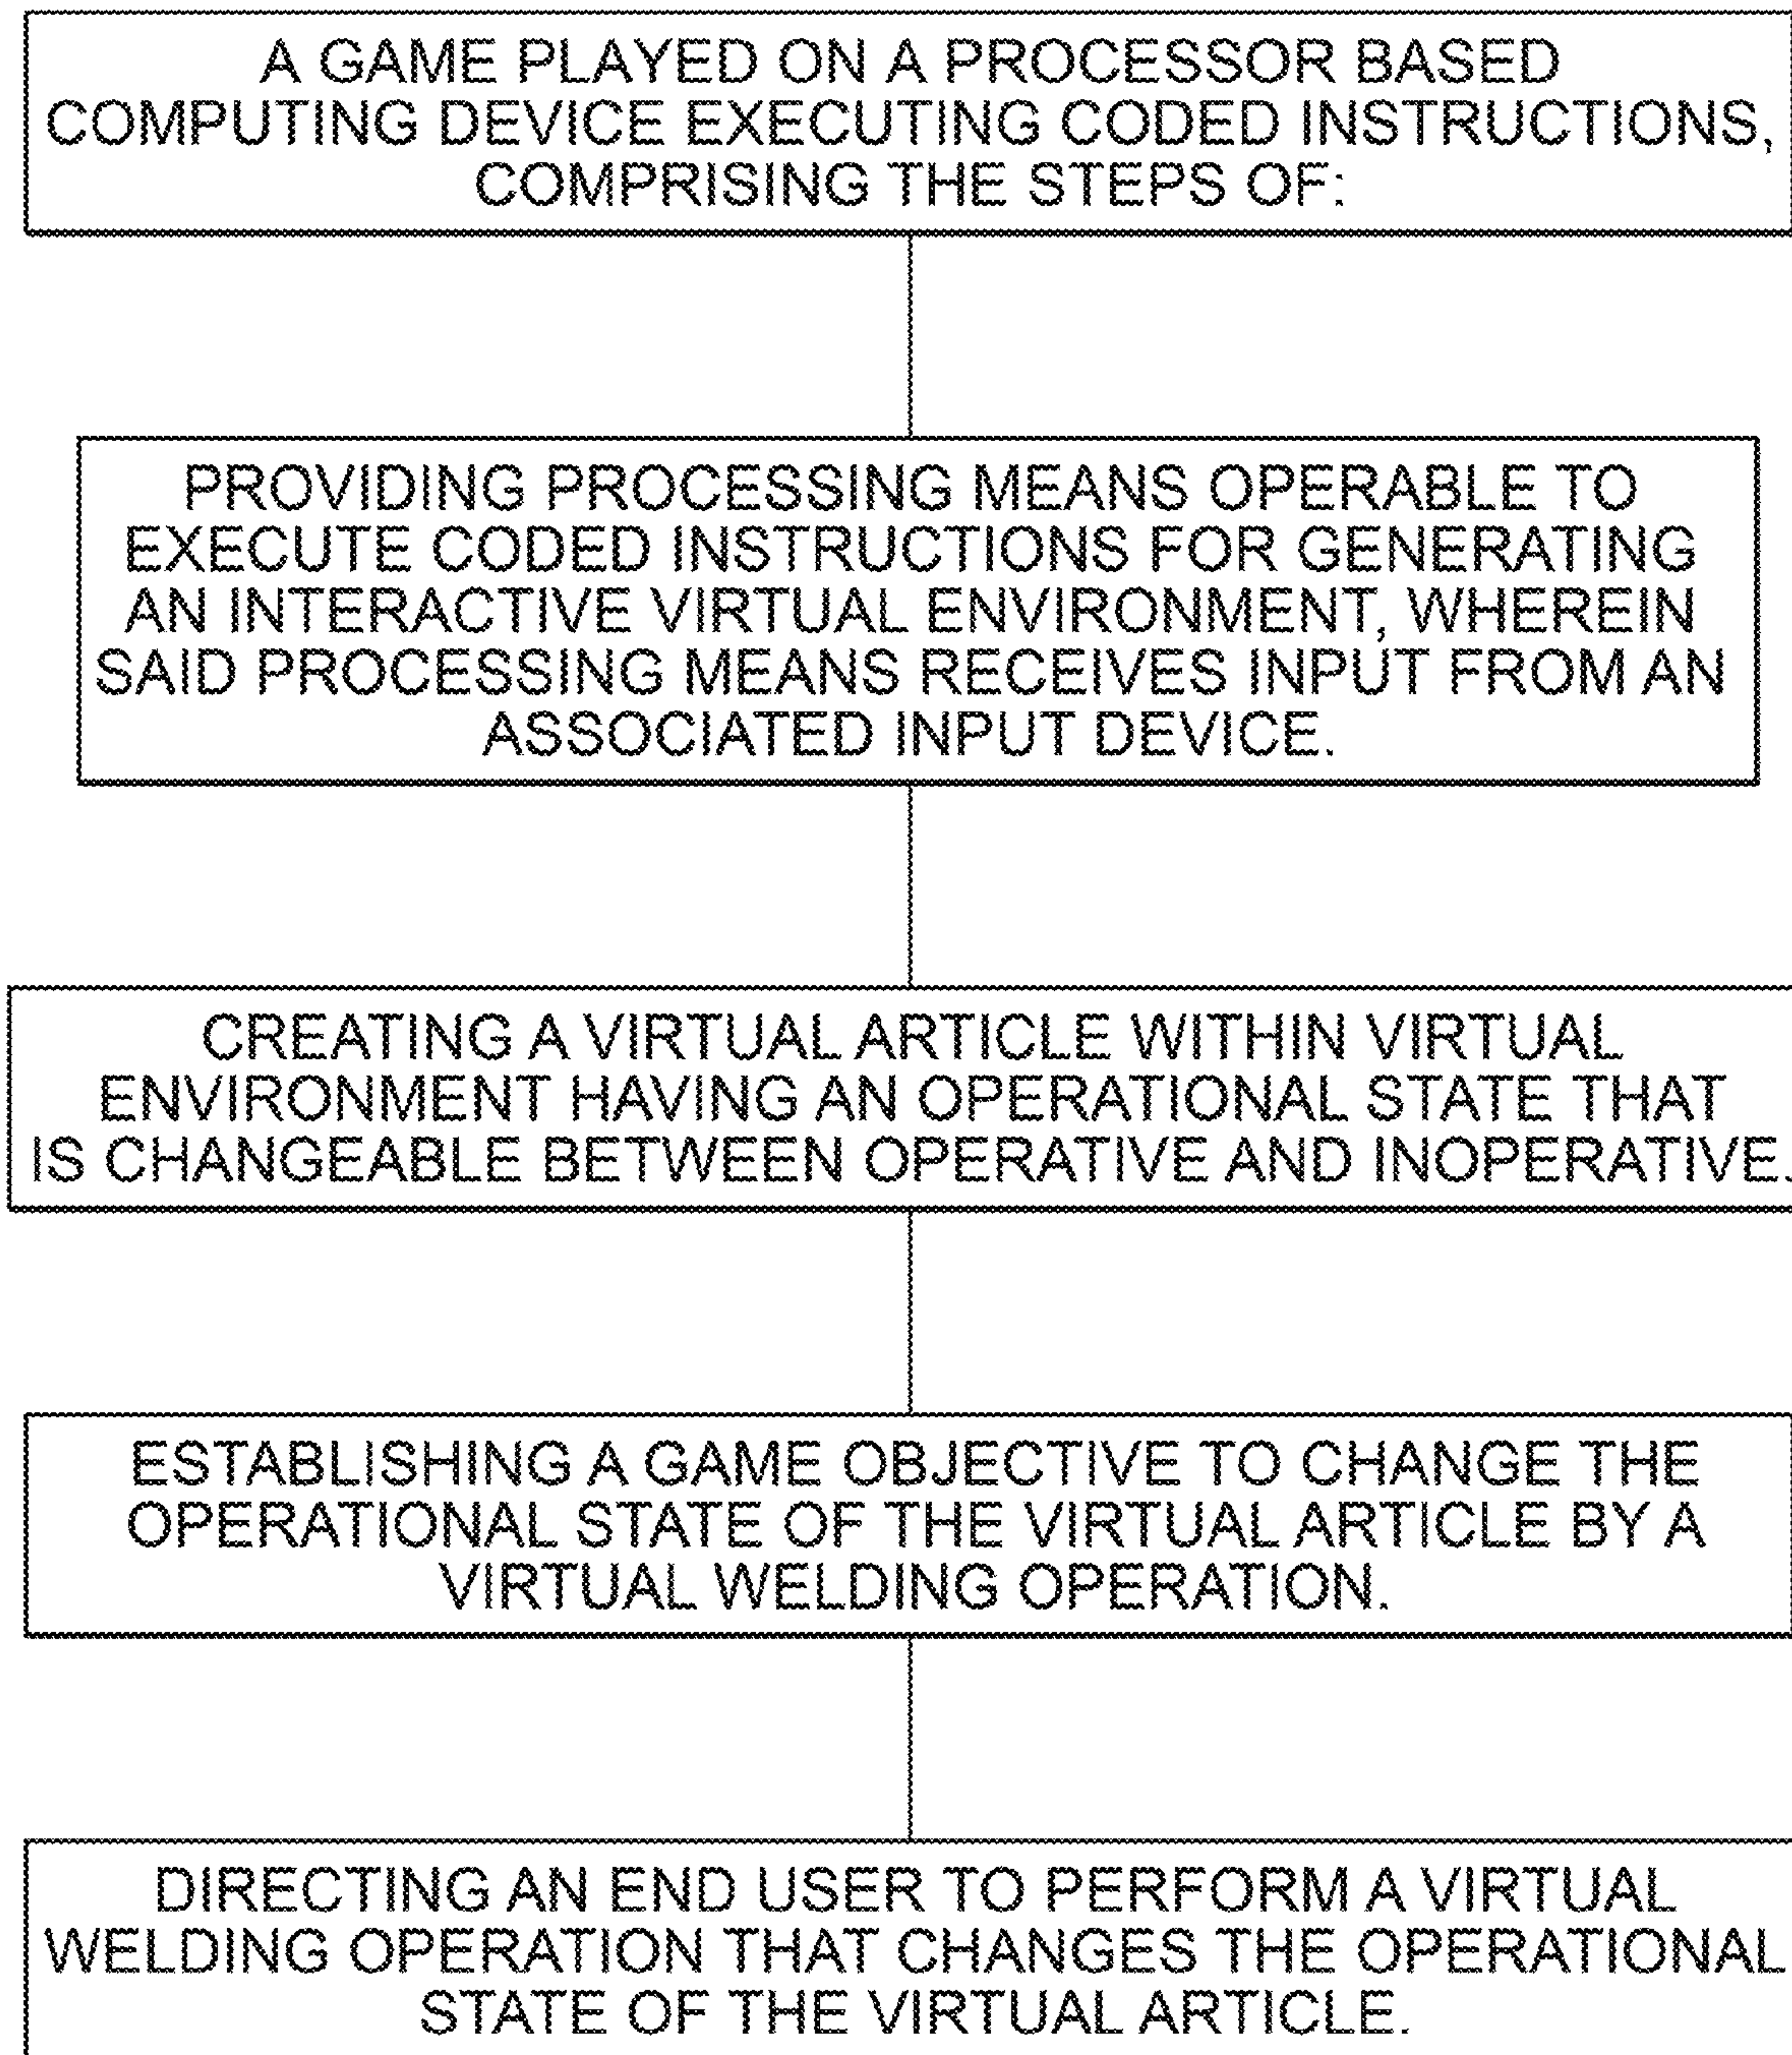 A GAME PLAYED ON A PROCESSOR BASED
COMPUTING DEVICE EXECUTING CODED INSTRUCTIONS,
COMPRISING THE STEPS OF:
PROVIDING PROCESSING MEANS OPERABLE TO
EXECUTE CODED INSTRUCTIONS FOR GENERATING
AN INTERACTIVE VIRTUAL ENVIRONMENT, WHEREIN
SAID PROCESSING MEANS RECEIVES INPUT FROM AN
ASSOCIATED INPUT DEVICE.
CREATING A VIRTUAL ARTICLE WITHIN VIRTUAL
ENVIRONMENT HAVING AN OPERATIONAL STATE THAT
IS CHANGEABLE BETWEEN OPERATIVE AND INOPERATIVE.
ESTABLISHING A GAME OBJECTIVE TO CHANGE THE
OPERATIONAL STATE OF THE VIRTUAL ARTICLE BY A
VIRTUAL WELDING OPERATION.
DIRECTING AN END USER TO PERFORM A VIRTUAL
WELDING OPERATION THAT CHANGES THE OPERATIONAL
STATE OF THE VIRTUAL ARTICLE.